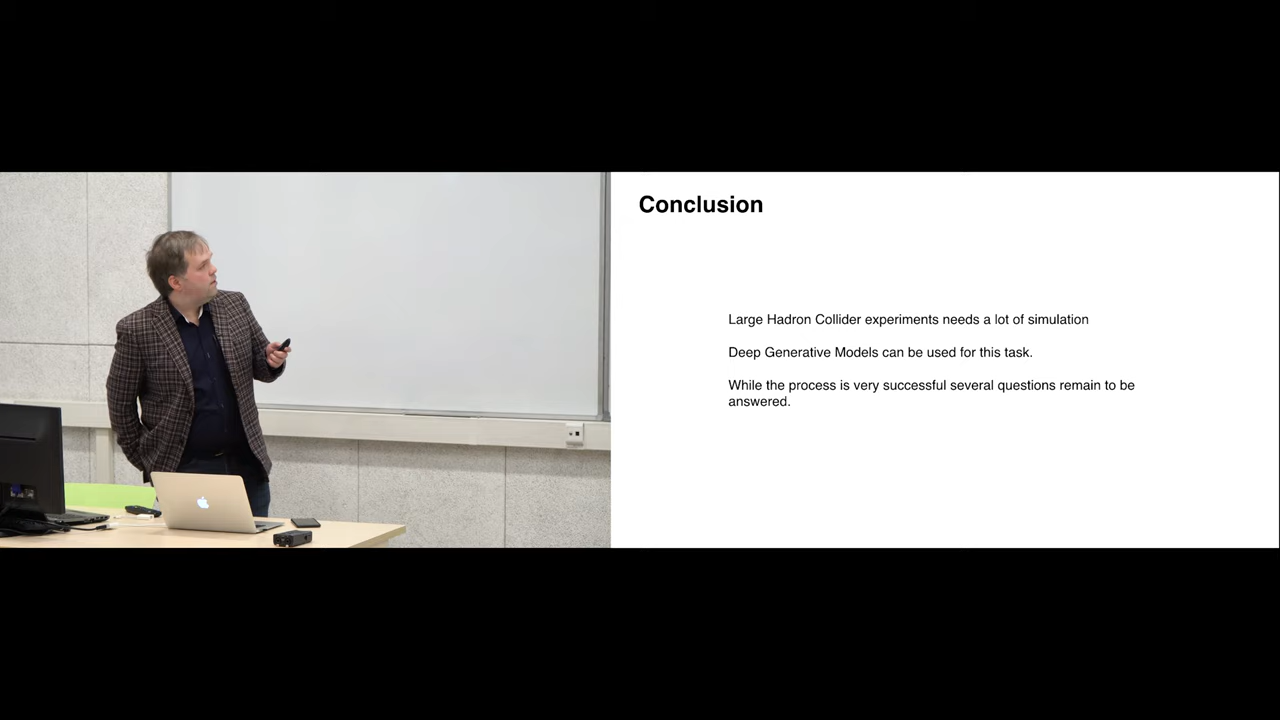 Conclusion
Large Hadron Collider experiments needs a lot of simulation
Deep Generative Models can be used for this task.
While the process is very successful several questions remain to be
answered.